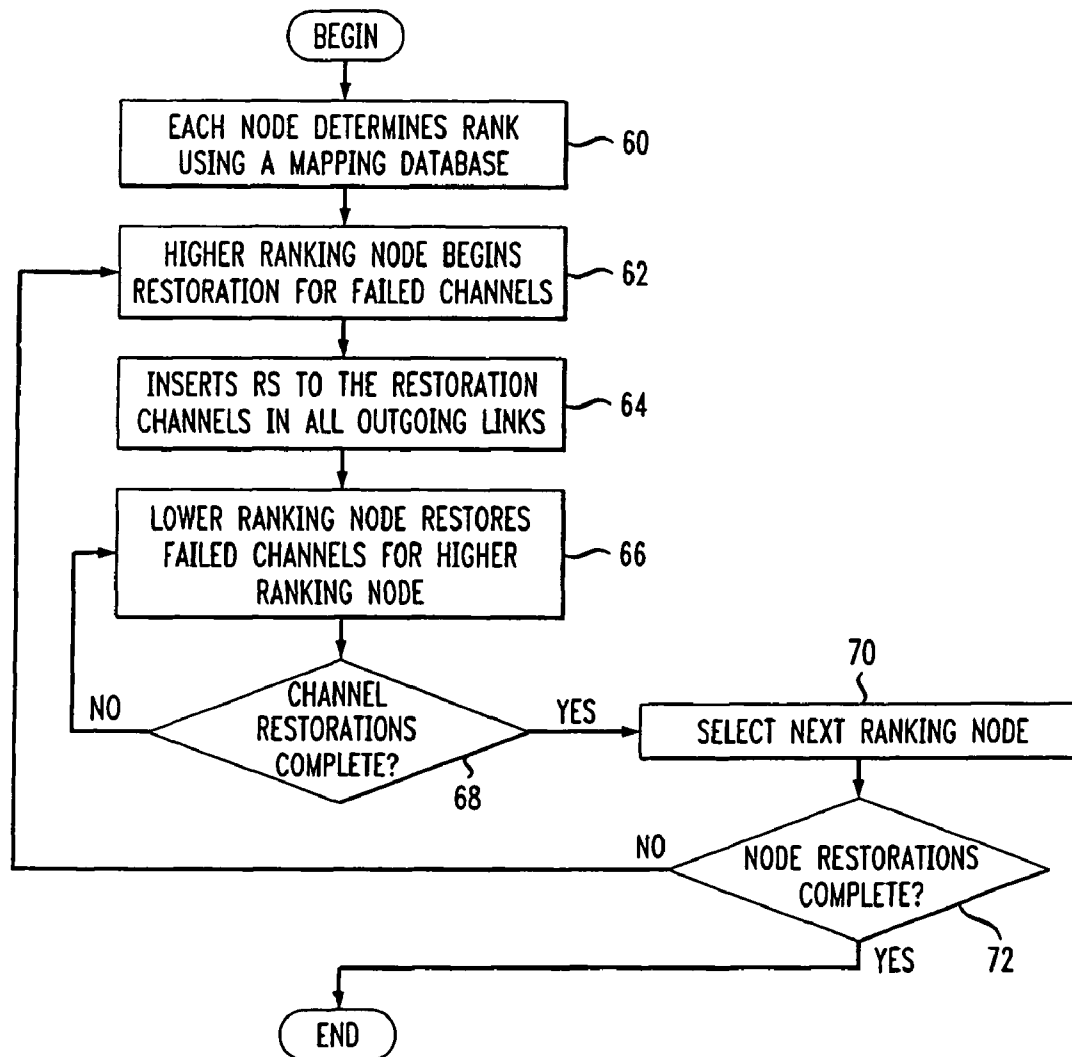 BEGIN
EACH NODE DETERMINES RANK
USING A MAPPING DATABASE
60
HIGHER RANKING NODE BEGINS
RESTORATION FOR FAILED CHANNELS
62
INSERTS RS TO THE RESTORATION
CHANNELS IN ALL OUTGOING LINKS
64
LOWER RANKING NODE RESTORES
FAILED CHANNELS FOR HIGHER
RANKING NODE
66
CHANNEL
RESTORATIONS
COMPLETE?
68
NO
YES
70
SELECT NEXT RANKING NODE
NODE RESTORATIONS
COMPLETE?
72
NO
YES
END